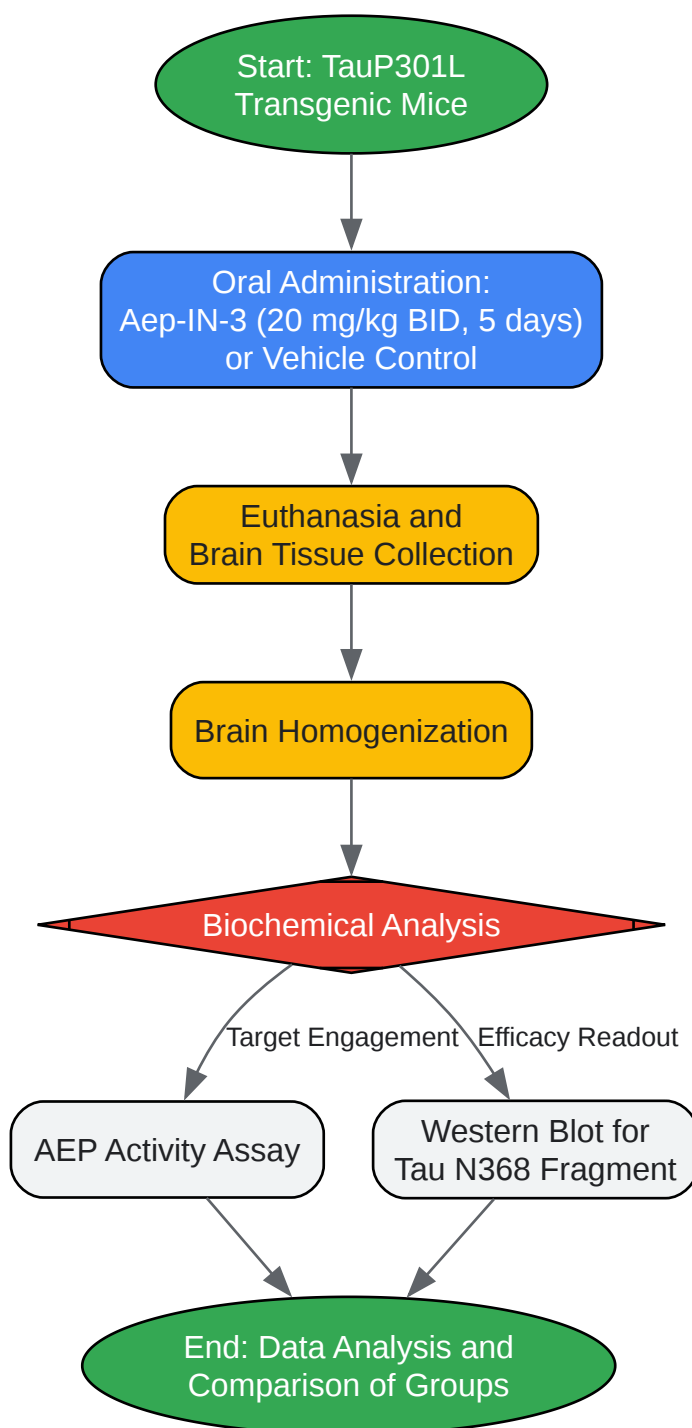 Start: TauP301L
Transgenic Mice
Oral Administration:
Aep-IN-3 (20 mg/kg BID, 5 days)
or Vehicle Control
Euthanasia and
Brain Tissue Collection
Brain Homogenization
Biochemical Analysis
Target Engagement
Efficacy Readout
AEP Activity Assay
Western Blot for
Tau N368 Fragment
End: Data Analysis and
Comparison of Groups